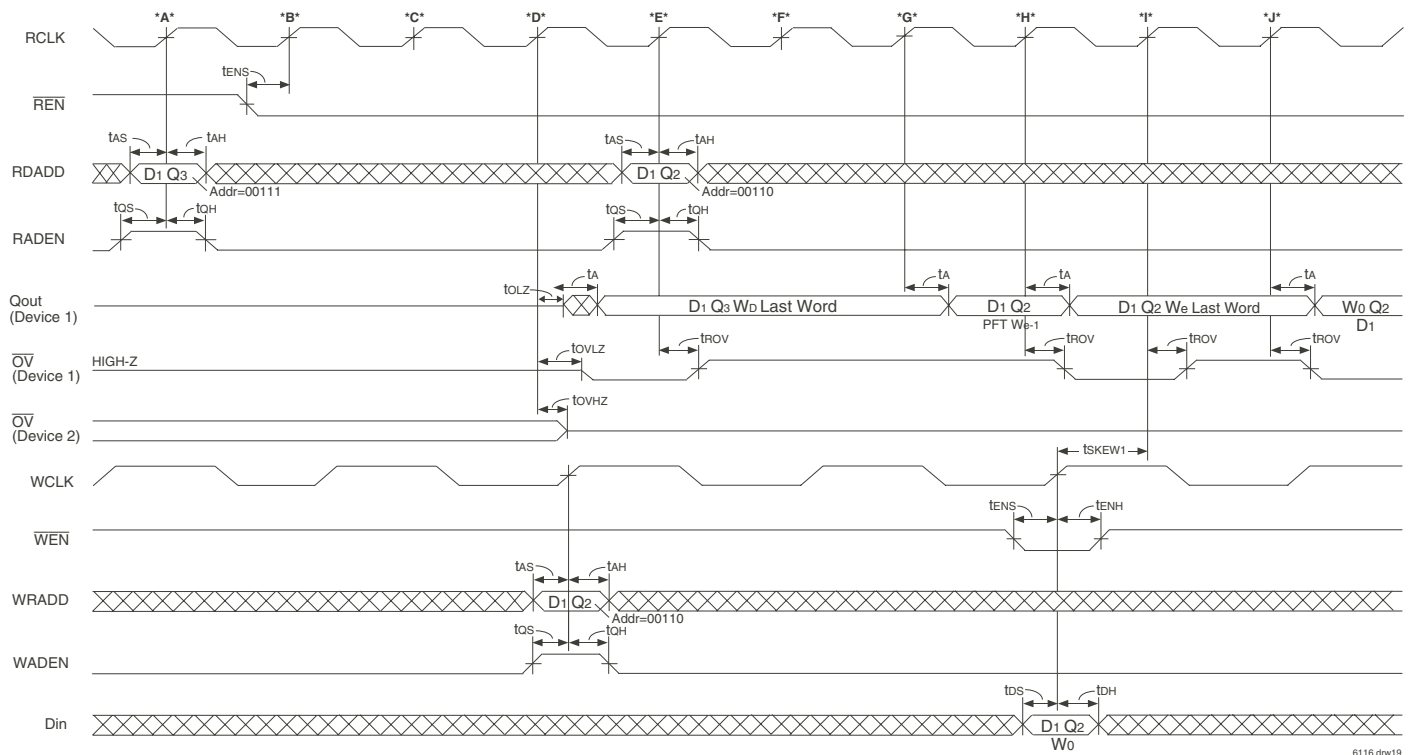 *A* *B* *C* *D* *E* *F* *G* *H* *I* *J*
RCLK
tENS
REN
tAS tAH tAS tAH
RDADD D1 Q3 D1 Q2
Addr=00111 Addr=00110
tQS tQH tQS tQH
RADEN
tA tA tA tA
tOLZ
Qout
(Device 1)
D1 Q3 WD Last Word D1 Q2 D1 Q2 We Last Word W0 Q2
PFT We-1 D1
tROV tROV tROV tROV
tOVLZ
OV
(Device 1)
HIGH-Z
tOVHZ
OV
(Device 2)
tSKEW1
WCLK
tENS tENH
WEN
tAS tAH
WRADD D1 Q2
Addr=00110
tQS tQH
WADEN
tDS tDH
Din D1 Q2
W0
6116 drw19